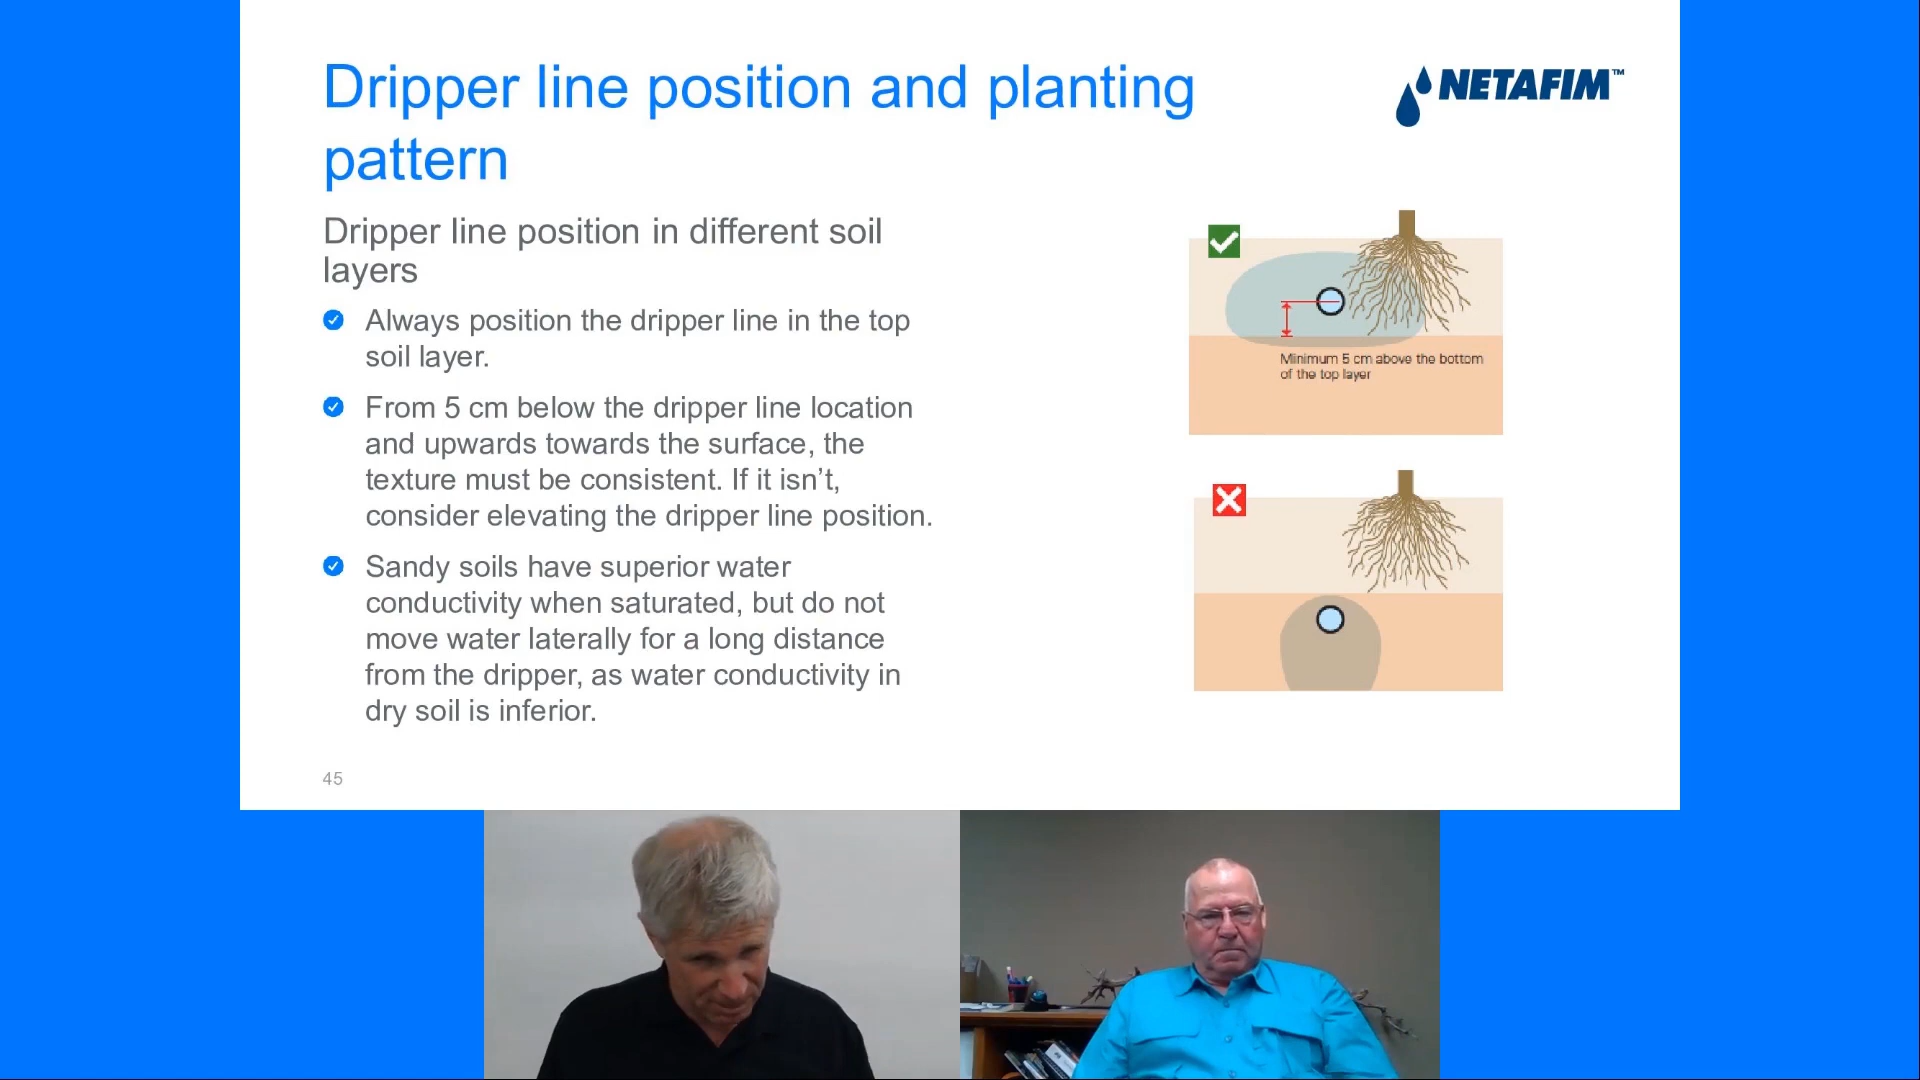 Dripper line position and planting
pattern
NETAFIM™
Dripper line position in different soil
layers
Always position the dripper line in the top
soil layer.
From 5 cm below the dripper line location
and upwards towards the surface, the
texture must be consistent. If it isn’t,
consider elevating the dripper line position.
Sandy soils have superior water
conductivity when saturated, but do not
move water laterally for a long distance
from the dripper, as water conductivity in
dry soil is inferior.
Minimum 5 cm above the bottom
of the top layer
45